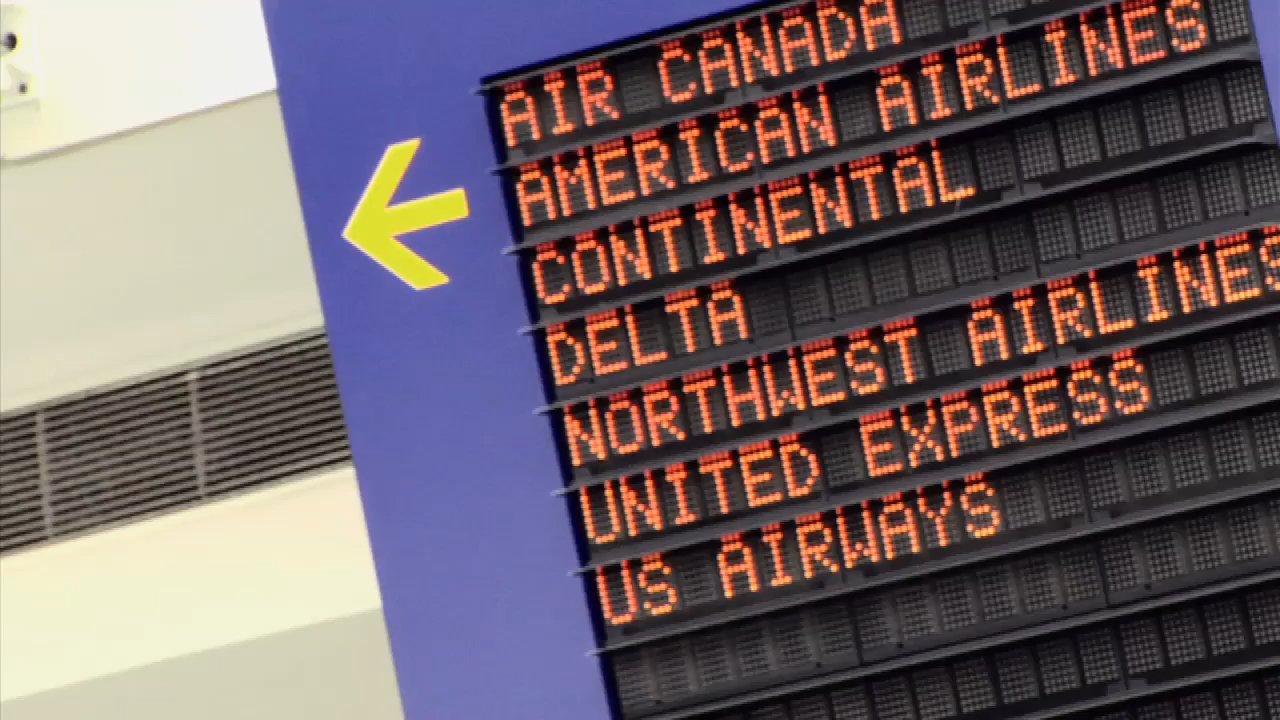 AIR CANADA
AMERICAN AIRLINES
CONTINENTAL
DELTA
NORTHWEST AIRLINES
UNITED EXPRESS
US AIRWAYS